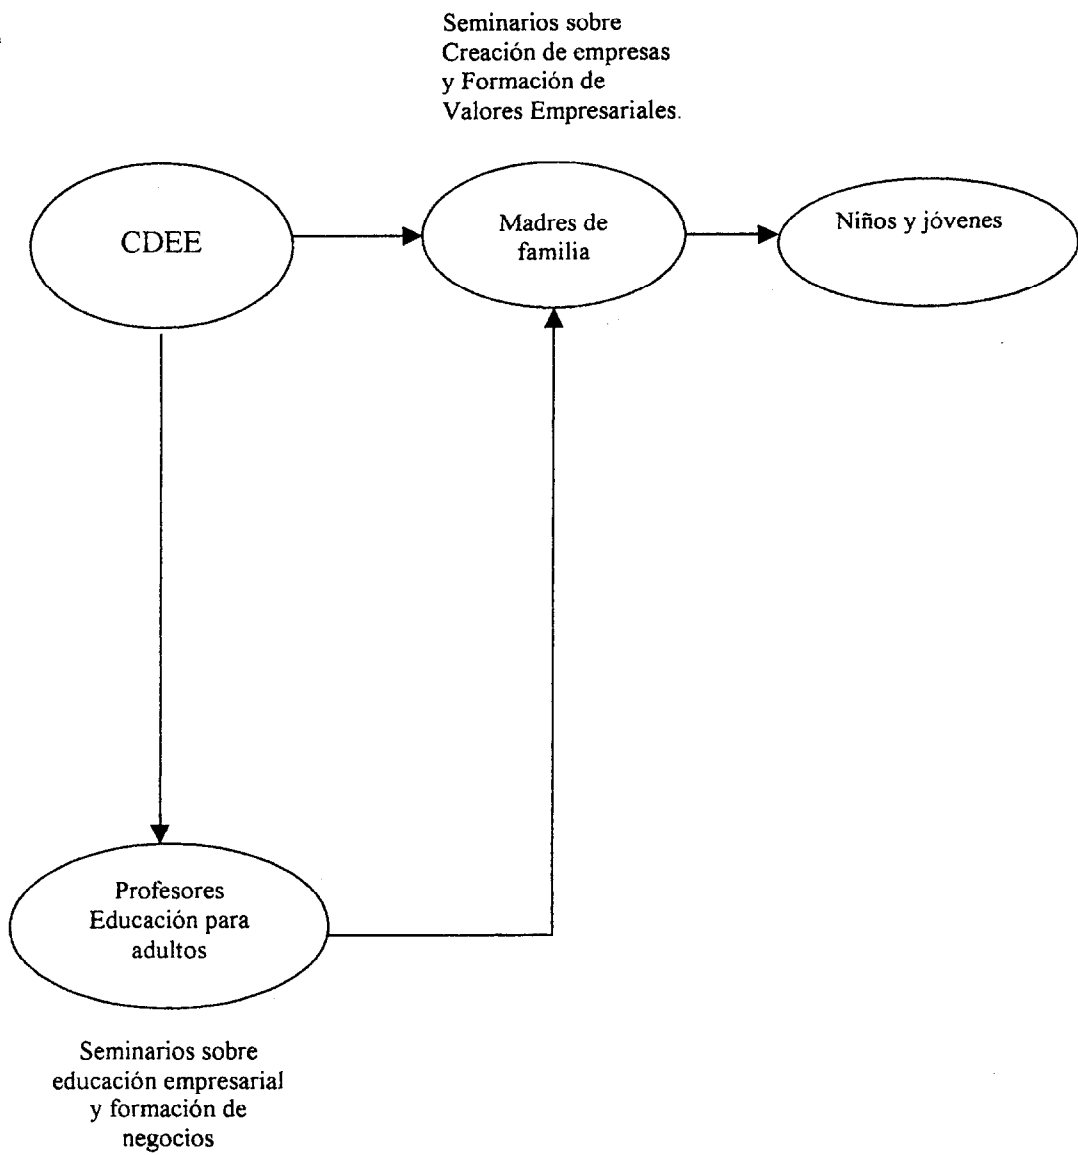 Seminarios sobre
Creación de empresas
y Formación de
Valores Empresariales.
CDEE
Madres de
familia
Niños y jóvenes
Profesores
Educación para
adultos
Seminarios sobre
educación empresarial
y formación de
negocios